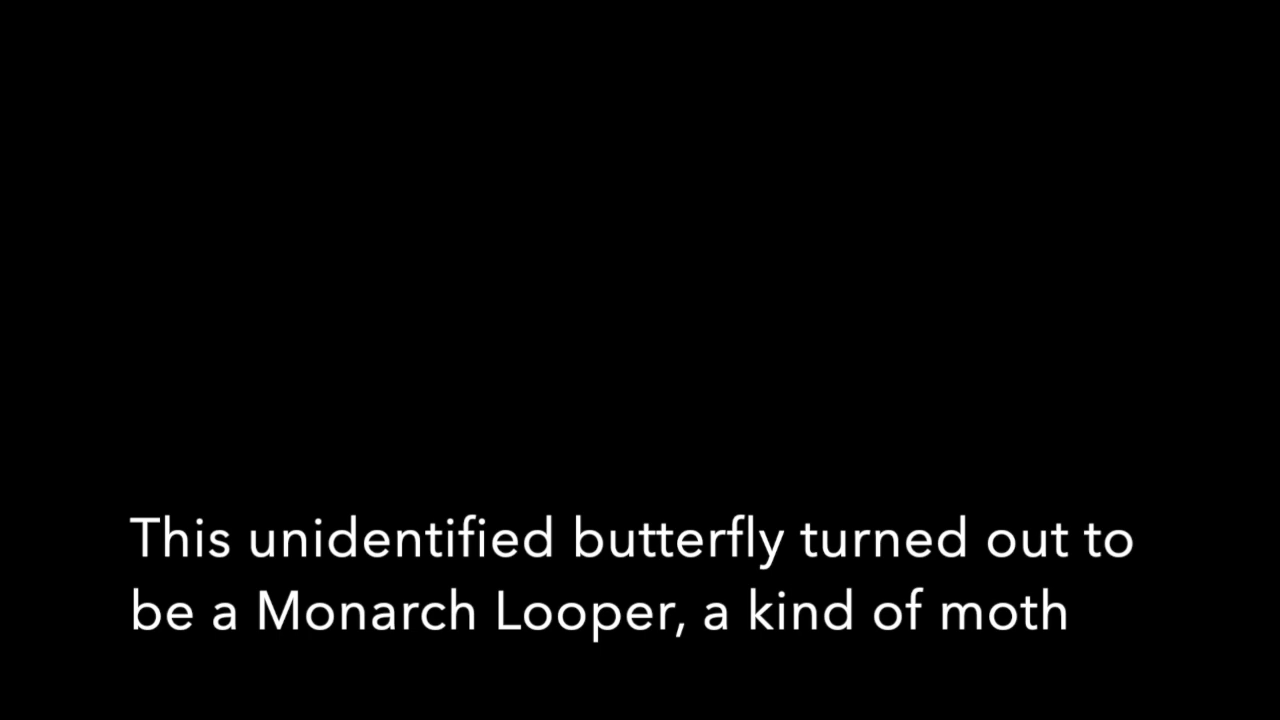 This unidentified butterfly turned out to
be a Monarch Looper, a kind of moth